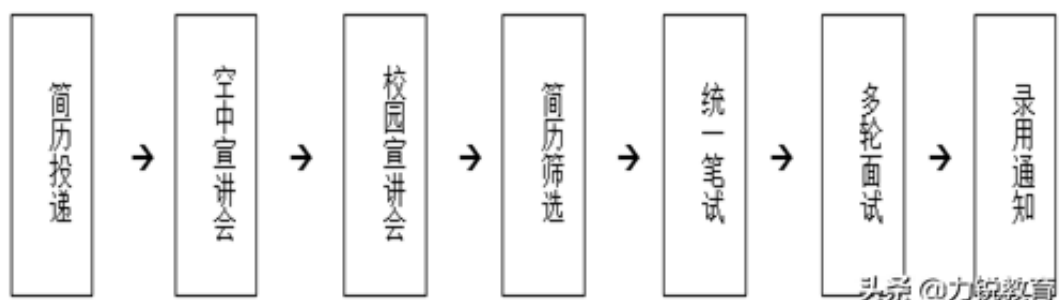 简历投递
空中宣讲会
校园宣讲会
简历筛选
统一笔试
多轮面试
录用通知
头条 @力锐教育